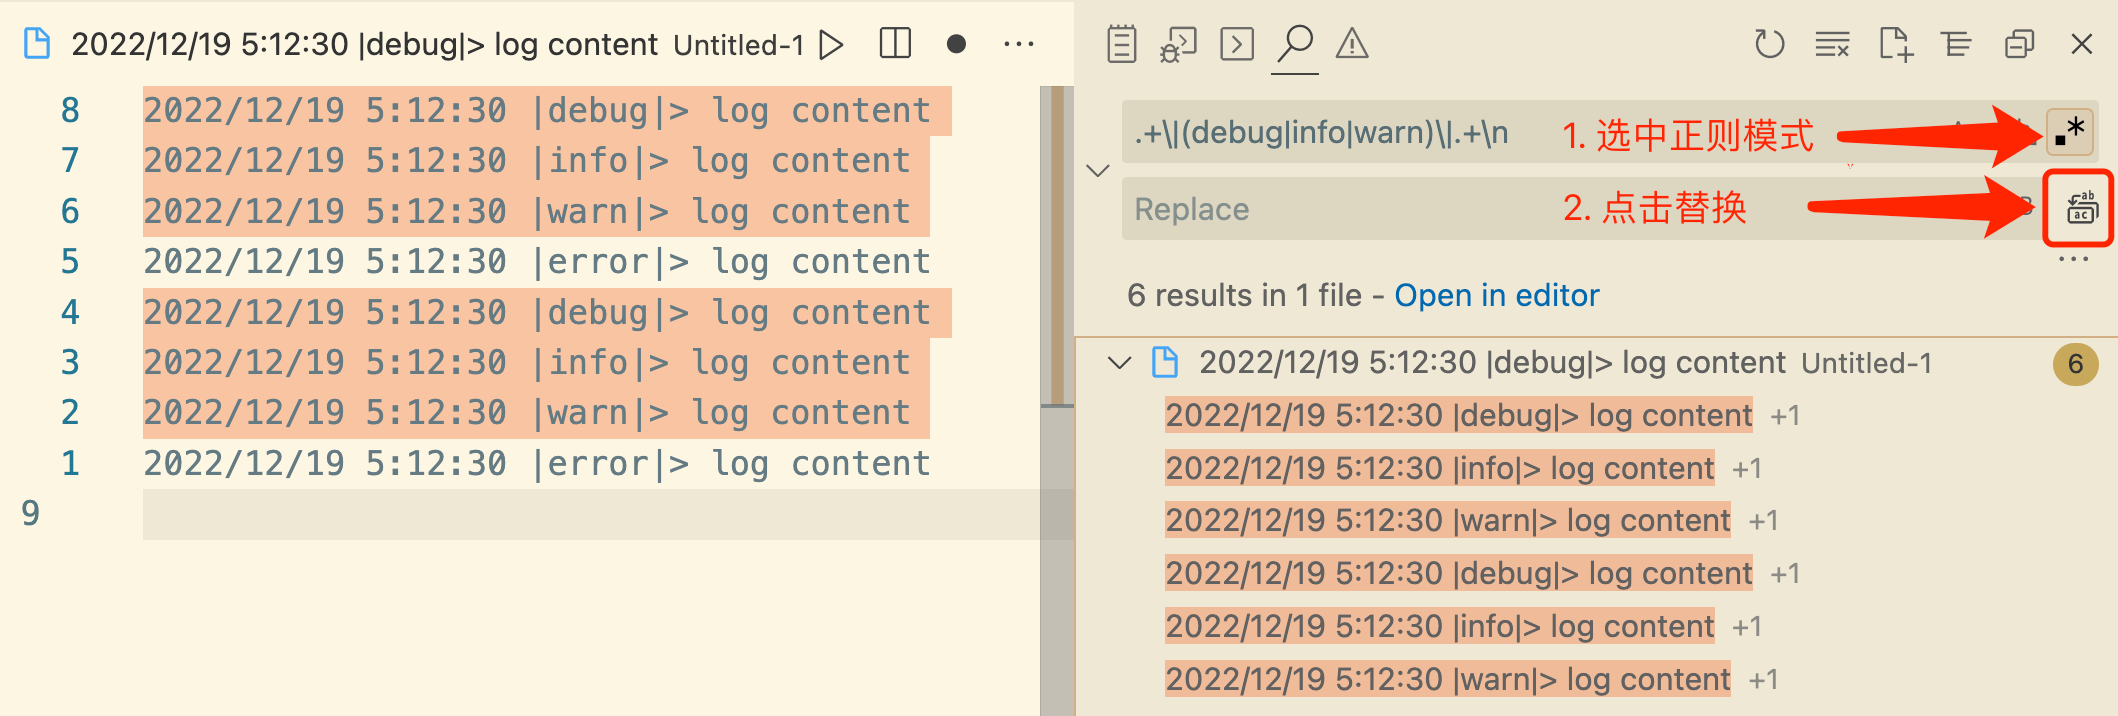 2022/12/19 5:12:30 |debug|> log content Untitled-1
8 2022/12/19 5:12:30 |debug|> log content
7 2022/12/19 5:12:30 |info|> log content
6 2022/12/19 5:12:30 |warn|> log content
5 2022/12/19 5:12:30 |error|> log content
4 2022/12/19 5:12:30 |debug|> log content
3 2022/12/19 5:12:30 |info|> log content
2 2022/12/19 5:12:30 |warn|> log content
1 2022/12/19 5:12:30 |error|> log content
9
.+\|(debug|info|warn)\|.+\n 1. 选中正则模式 .*
Replace 2. 点击替换 ab ac
6 results in 1 file - Open in editor
2022/12/19 5:12:30 |debug|> log content Untitled-1 6
2022/12/19 5:12:30 |debug|> log content +1
2022/12/19 5:12:30 |info|> log content +1
2022/12/19 5:12:30 |warn|> log content +1
2022/12/19 5:12:30 |debug|> log content +1
2022/12/19 5:12:30 |info|> log content +1
2022/12/19 5:12:30 |warn|> log content +1